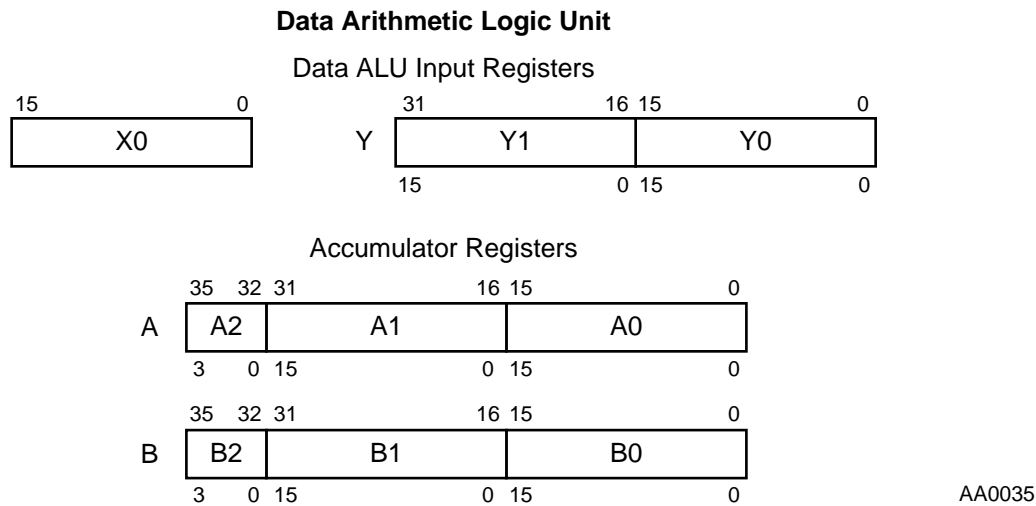 Data Arithmetic Logic Unit
Data ALU Input Registers
15 0 31 16 15 0
X0 Y Y1 Y0
15 0 15 0
Accumulator Registers
35 32 31 16 15 0
A A2 A1 A0
3 0 15 0 15 0
35 32 31 16 15 0
B B2 B1 B0
3 0 15 0 15 0
AA0035